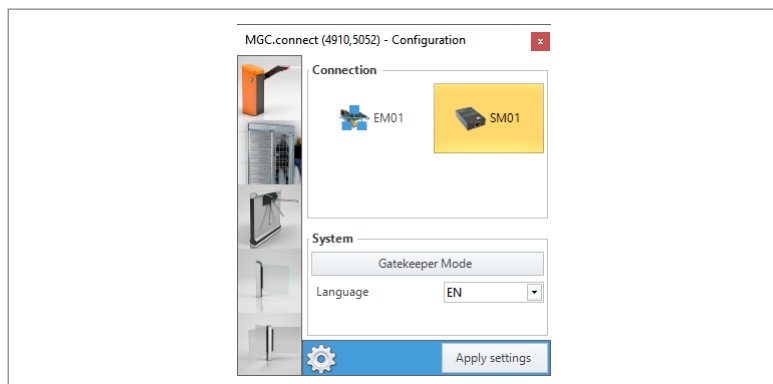 MGC.connect (4910,5052) - Configuration
x
Connection
EM01
SM01
System
Gatekeeper Mode
Language
EN
Apply settings